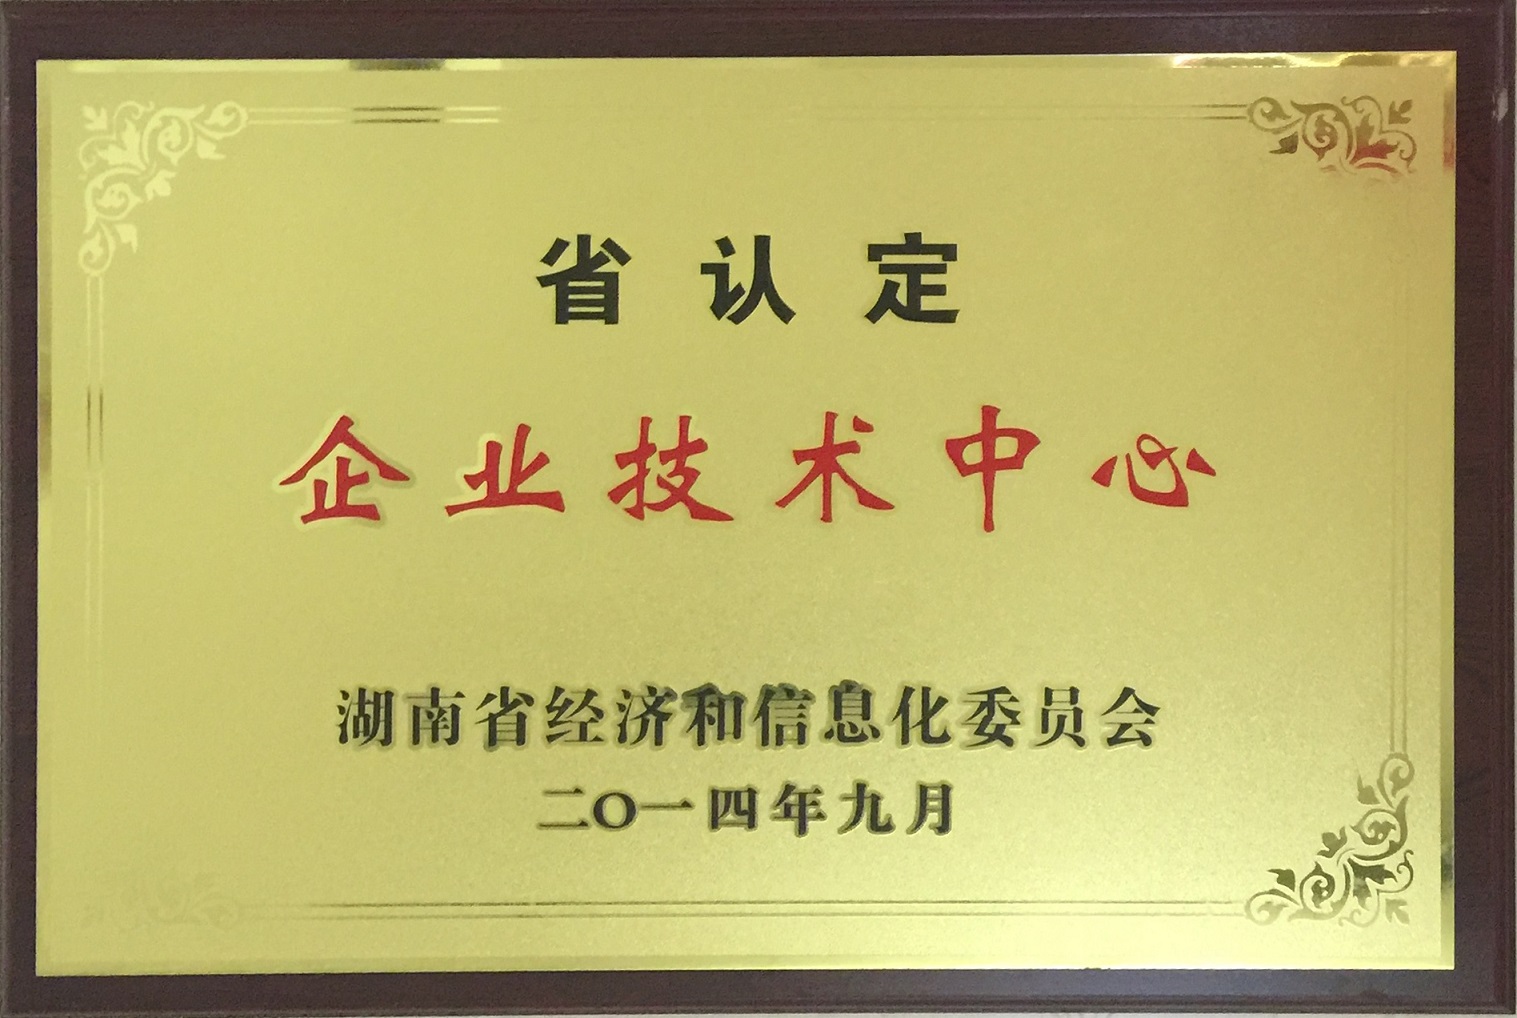 省认定
企业技术中心
湖南省经济和信息化委员会
二〇一四年九月